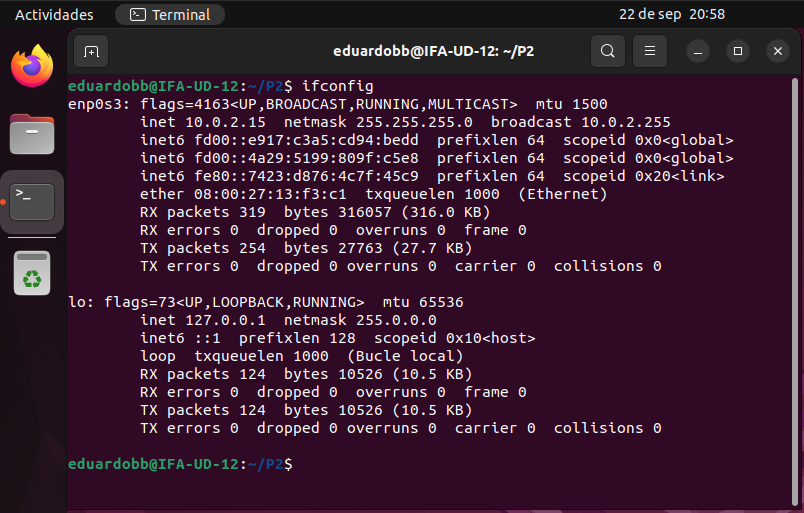 Actividades
Terminal
22 de sep 20:58
eduardobb@IFA-UD-12: ~/P2
eduardobb@IFA-UD-12:~/P2$ ifconfig
enp0s3: flags=4163<UP,BROADCAST,RUNNING,MULTICAST>  mtu 1500
        inet 10.0.2.15  netmask 255.255.255.0  broadcast 10.0.2.255
        inet6 fd00::e917:c3a5:cd94:bedd  prefixlen 64  scopeid 0x0<global>
        inet6 fd00::4a29:5199:809f:c5e8  prefixlen 64  scopeid 0x0<global>
        inet6 fe80::7423:d876:4c7f:45c9  prefixlen 64  scopeid 0x20<link>
        ether 08:00:27:13:f3:c1  txqueuelen 1000  (Ethernet)
        RX packets 319  bytes 316057 (316.0 KB)
        RX errors 0  dropped 0  overruns 0  frame 0
        TX packets 254  bytes 27763 (27.7 KB)
        TX errors 0  dropped 0 overruns 0  carrier 0  collisions 0
lo: flags=73<UP,LOOPBACK,RUNNING>  mtu 65536
        inet 127.0.0.1  netmask 255.0.0.0
        inet6 ::1  prefixlen 128  scopeid 0x10<host>
        loop  txqueuelen 1000  (Bucle local)
        RX packets 124  bytes 10526 (10.5 KB)
        RX errors 0  dropped 0  overruns 0  frame 0
        TX packets 124  bytes 10526 (10.5 KB)
        TX errors 0  dropped 0 overruns 0  carrier 0  collisions 0
eduardobb@IFA-UD-12:~/P2$